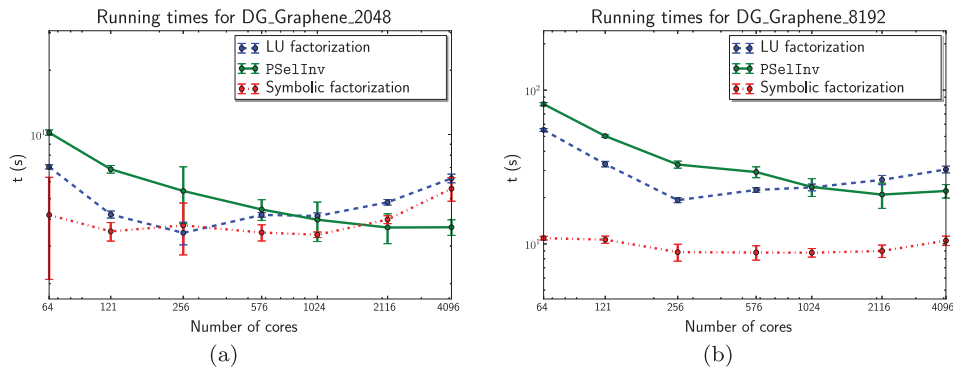 Running times for DG_Graphene_2048
LU factorization
PSelInv
Symbolic factorization
t (s)
64
121
256
576
1024
2116
4096
Number of cores
(a)
Running times for DG_Graphene_8192
LU factorization
PSelInv
Symbolic factorization
10²
10¹
t (s)
64
121
256
576
1024
2116
4096
Number of cores
(b)